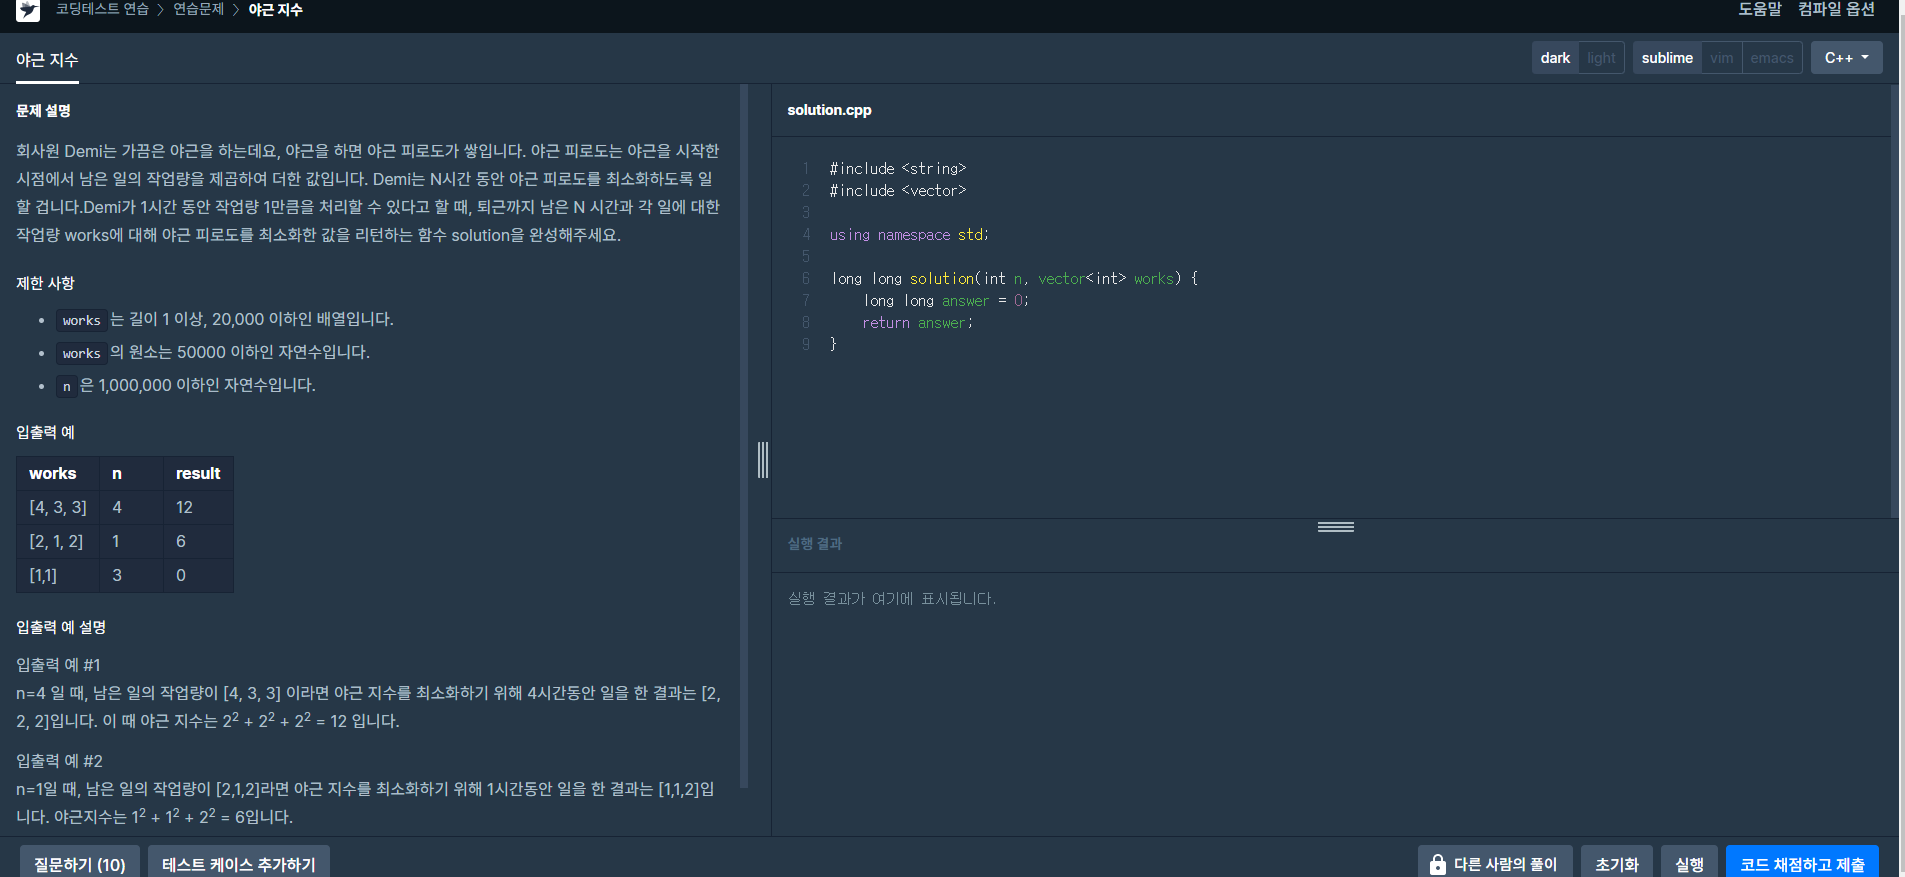 코딩테스트 연습 > 연습문제 > 야근 지수
도움말 컴파일 옵션
야근 지수
dark light sublime vim emacs C++
문제 설명
회사원 Demi는 가끔은 야근을 하는데요, 야근을 하면 야근 피로도가 쌓입니다. 야근 피로도는 야근을 시작한
시점에서 남은 일의 작업량을 제곱하여 더한 값입니다. Demi는 N시간 동안 야근 피로도를 최소화하도록 일
할 겁니다.Demi가 1시간 동안 작업량 1만큼을 처리할 수 있다고 할 때, 퇴근까지 남은 N 시간과 각 일에 대한
작업량 works에 대해 야근 피로도를 최소화한 값을 리턴하는 함수 solution을 완성해주세요.
제한 사항
• works 는 길이 1 이상, 20,000 이하인 배열입니다.
• works 의 원소는 50000 이하인 자연수입니다.
• n 은 1,000,000 이하인 자연수입니다.
입출력 예
works n result
[4, 3, 3] 4 12
[2, 1, 2] 1 6
[1,1] 3 0
입출력 예 설명
입출력 예 #1
n=4 일 때, 남은 일의 작업량이 [4, 3, 3] 이라면 야근 지수를 최소화하기 위해 4시간동안 일을 한 결과는 [2,
2, 2]입니다. 이 때 야근 지수는 2² + 2² + 2² = 12 입니다.
입출력 예 #2
n=1일 때, 남은 일의 작업량이 [2,1,2]라면 야근 지수를 최소화하기 위해 1시간동안 일을 한 결과는 [1,1,2]입
니다. 야근지수는 1² + 1² + 2² = 6입니다.
solution.cpp
1 #include <string>
2 #include <vector>
3
4 using namespace std;
5
6 long long solution(int n, vector<int> works) {
7     long long answer = 0;
8     return answer;
9 }
실행 결과
실행 결과가 여기에 표시됩니다.
질문하기 (10) 테스트 케이스 추가하기
다른 사람의 풀이 초기화 실행 코드 채점하고 제출